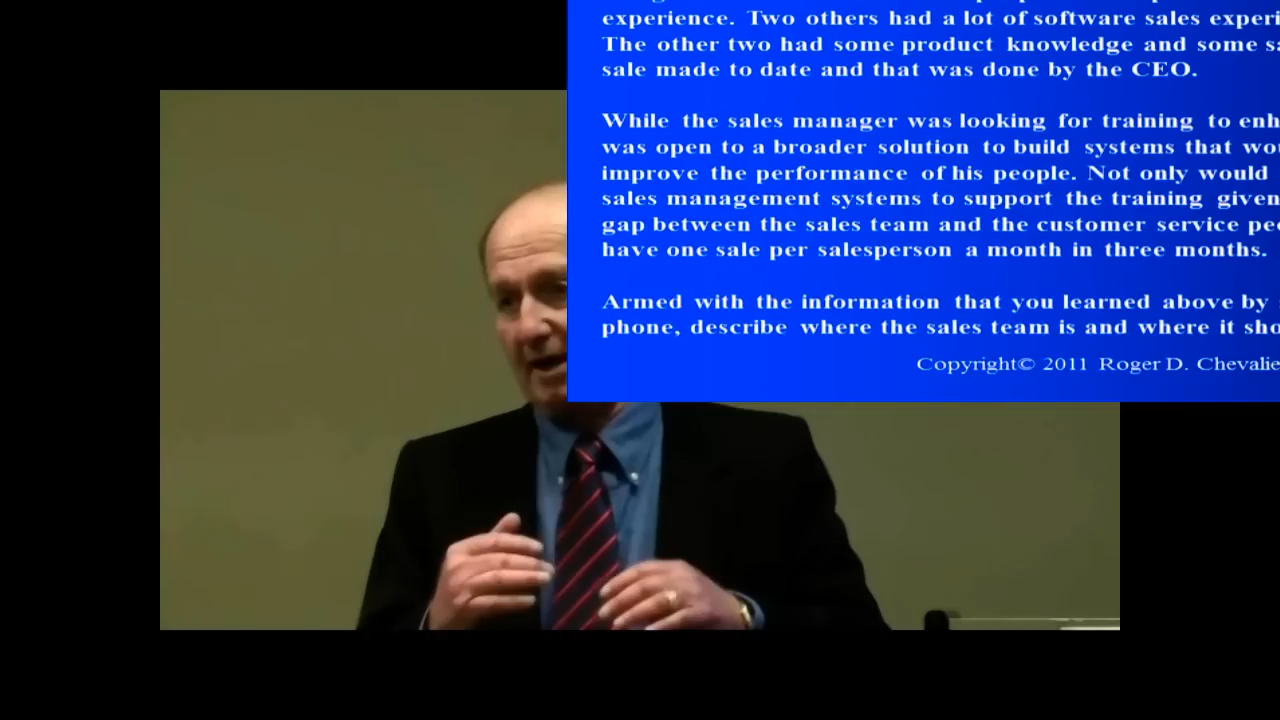 experience. Two others had a lot of software sales experi
The other two had some product knowledge and some sa
sale made to date and that was done by the CEO.
While the sales manager was looking for training to enh
was open to a broader solution to build systems that wou
improve the performance of his people. Not only would
sales management systems to support the training given
gap between the sales team and the customer service peo
have one sale per salesperson a month in three months.
Armed with the information that you learned above by
phone, describe where the sales team is and where it sho
Copyright© 2011 Roger D. Chevalie